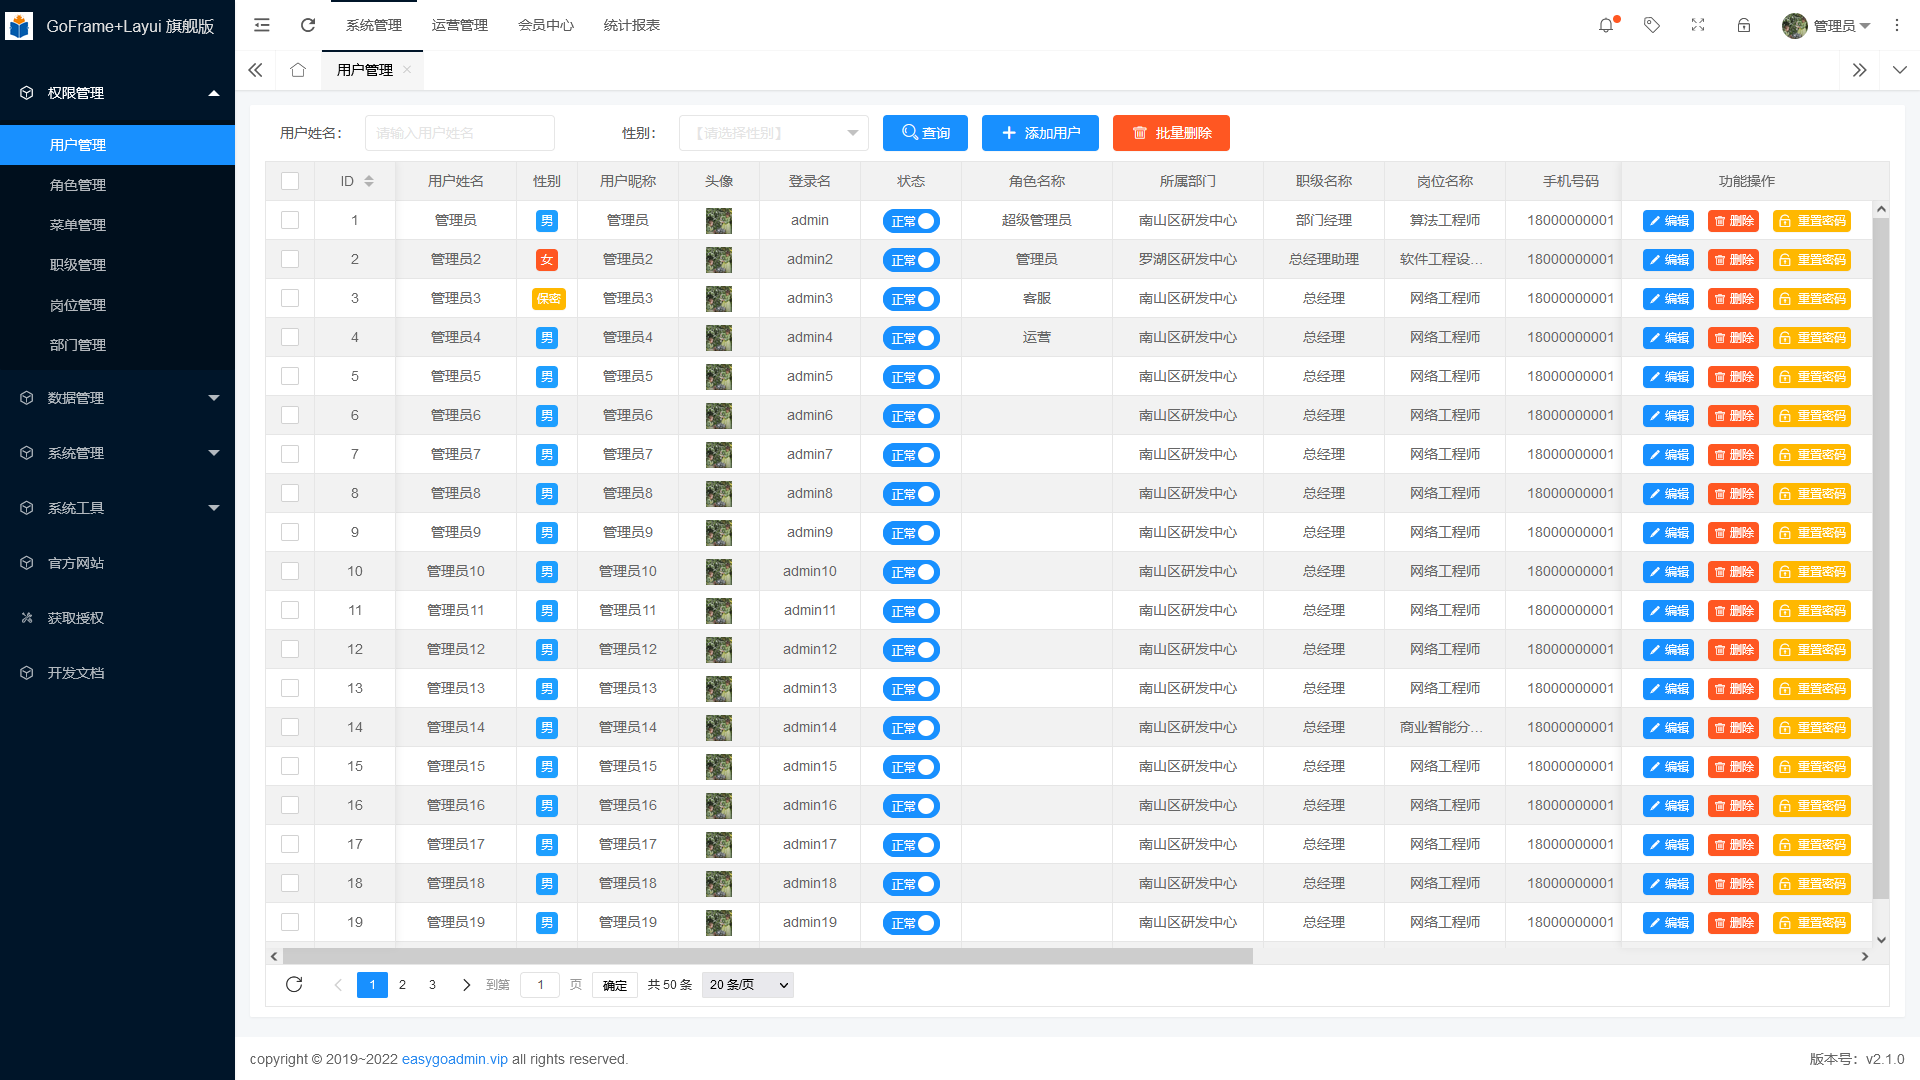 GoFrame+Layui 旗舰版
系统管理 运营管理 会员中心 统计报表 管理员
用户管理
权限管理
用户管理
角色管理
菜单管理
职级管理
岗位管理
部门管理
数据管理
系统管理
系统工具
官方网站
获取授权
开发文档
用户姓名： 请输入用户姓名 性别： 【请选择性别】 查询 添加用户 批量删除
ID 用户姓名 性别 用户昵称 头像 登录名 状态 角色名称 所属部门 职级名称 岗位名称 手机号码 功能操作
1 管理员 男 管理员 admin 正常 超级管理员 南山区研发中心 部门经理 算法工程师 18000000001 编辑 删除 重置密码
2 管理员2 女 管理员2 admin2 正常 管理员 罗湖区研发中心 总经理助理 软件工程设... 18000000001 编辑 删除 重置密码
3 管理员3 保密 管理员3 admin3 正常 客服 南山区研发中心 总经理 网络工程师 18000000001 编辑 删除 重置密码
4 管理员4 男 管理员4 admin4 正常 运营 南山区研发中心 总经理 网络工程师 18000000001 编辑 删除 重置密码
5 管理员5 男 管理员5 admin5 正常 南山区研发中心 总经理 网络工程师 18000000001 编辑 删除 重置密码
6 管理员6 男 管理员6 admin6 正常 南山区研发中心 总经理 网络工程师 18000000001 编辑 删除 重置密码
7 管理员7 男 管理员7 admin7 正常 南山区研发中心 总经理 网络工程师 18000000001 编辑 删除 重置密码
8 管理员8 男 管理员8 admin8 正常 南山区研发中心 总经理 网络工程师 18000000001 编辑 删除 重置密码
9 管理员9 男 管理员9 admin9 正常 南山区研发中心 总经理 网络工程师 18000000001 编辑 删除 重置密码
10 管理员10 男 管理员10 admin10 正常 南山区研发中心 总经理 网络工程师 18000000001 编辑 删除 重置密码
11 管理员11 男 管理员11 admin11 正常 南山区研发中心 总经理 网络工程师 18000000001 编辑 删除 重置密码
12 管理员12 男 管理员12 admin12 正常 南山区研发中心 总经理 网络工程师 18000000001 编辑 删除 重置密码
13 管理员13 男 管理员13 admin13 正常 南山区研发中心 总经理 网络工程师 18000000001 编辑 删除 重置密码
14 管理员14 男 管理员14 admin14 正常 南山区研发中心 总经理 商业智能分... 18000000001 编辑 删除 重置密码
15 管理员15 男 管理员15 admin15 正常 南山区研发中心 总经理 网络工程师 18000000001 编辑 删除 重置密码
16 管理员16 男 管理员16 admin16 正常 南山区研发中心 总经理 网络工程师 18000000001 编辑 删除 重置密码
17 管理员17 男 管理员17 admin17 正常 南山区研发中心 总经理 网络工程师 18000000001 编辑 删除 重置密码
18 管理员18 男 管理员18 admin18 正常 南山区研发中心 总经理 网络工程师 18000000001 编辑 删除 重置密码
19 管理员19 男 管理员19 admin19 正常 南山区研发中心 总经理 网络工程师 18000000001 编辑 删除 重置密码
1 2 3 到第 1 页 确定 共 50 条 20 条/页
copyright © 2019~2022 easygoadmin.vip all rights reserved. 版本号：v2.1.0